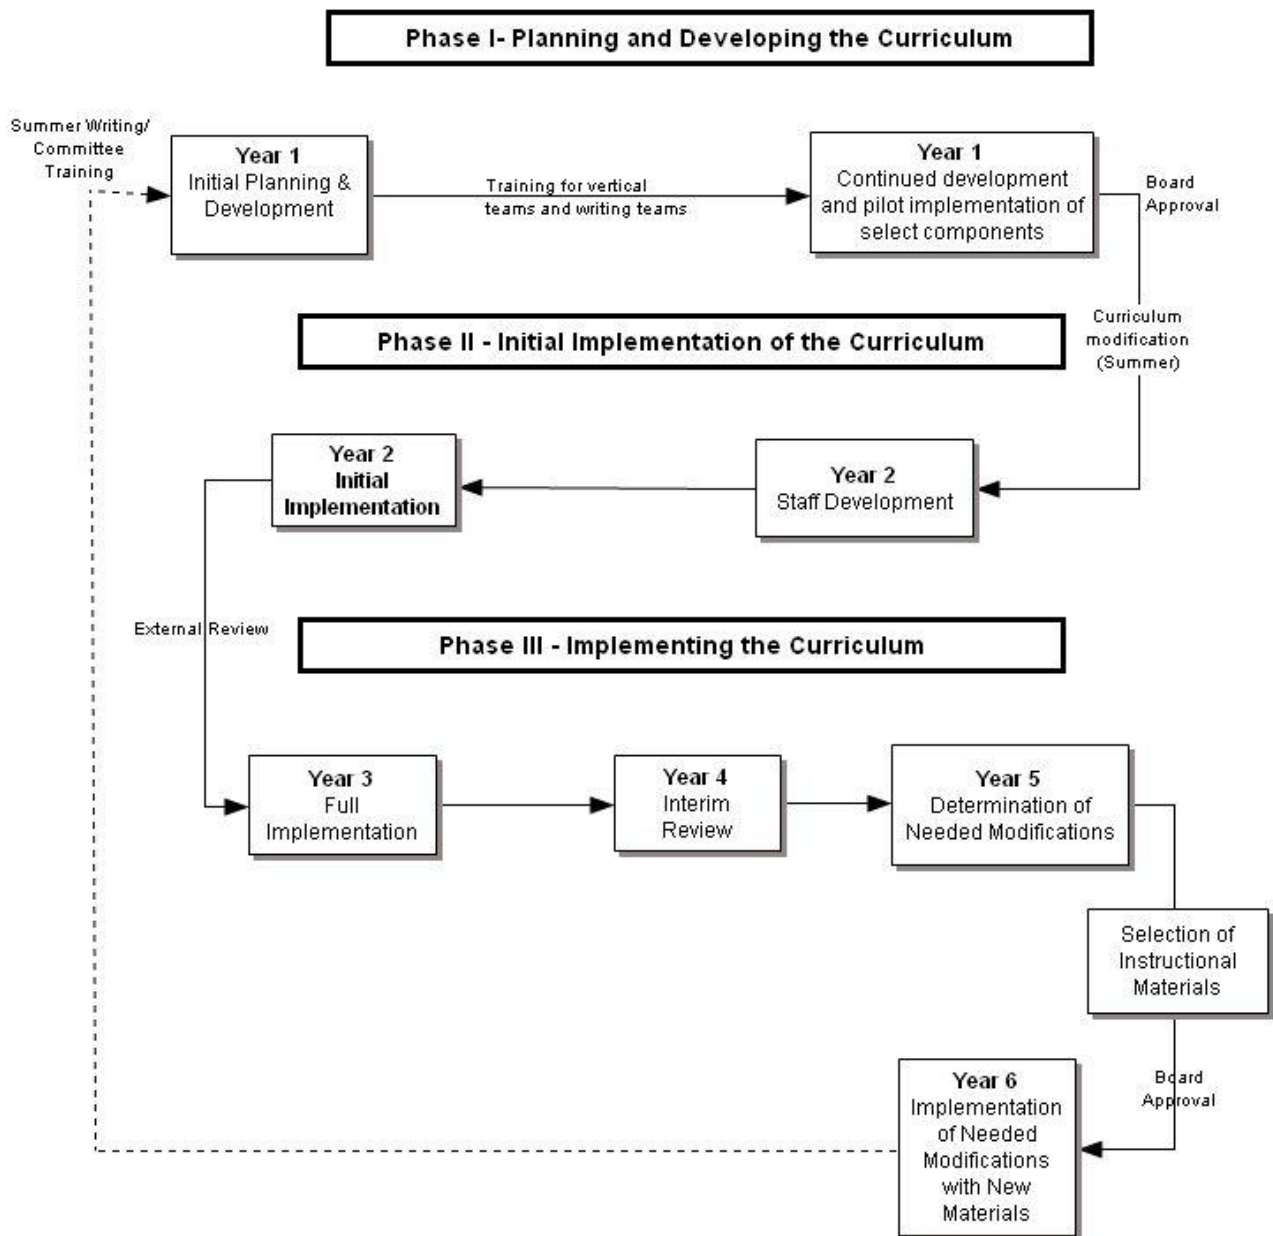 Phase I- Planning and Developing the Curriculum
Summer Writing/
Committee
Training
Year 1
Initial Planning &
Development
Training for vertical
teams and writing teams
Year 1
Continued development
and pilot implementation of
select components
Board
Approval
Curriculum
modification
(Summer)
Phase II - Initial Implementation of the Curriculum
Year 2
Initial
Implementation
Year 2
Staff Development
External Review
Phase III - Implementing the Curriculum
Year 3
Full
Implementation
Year 4
Interim
Review
Year 5
Determination of
Needed Modifications
Selection of
Instructional
Materials
Board
Approval
Year 6
Implementation
of Needed
Modifications
with New
Materials